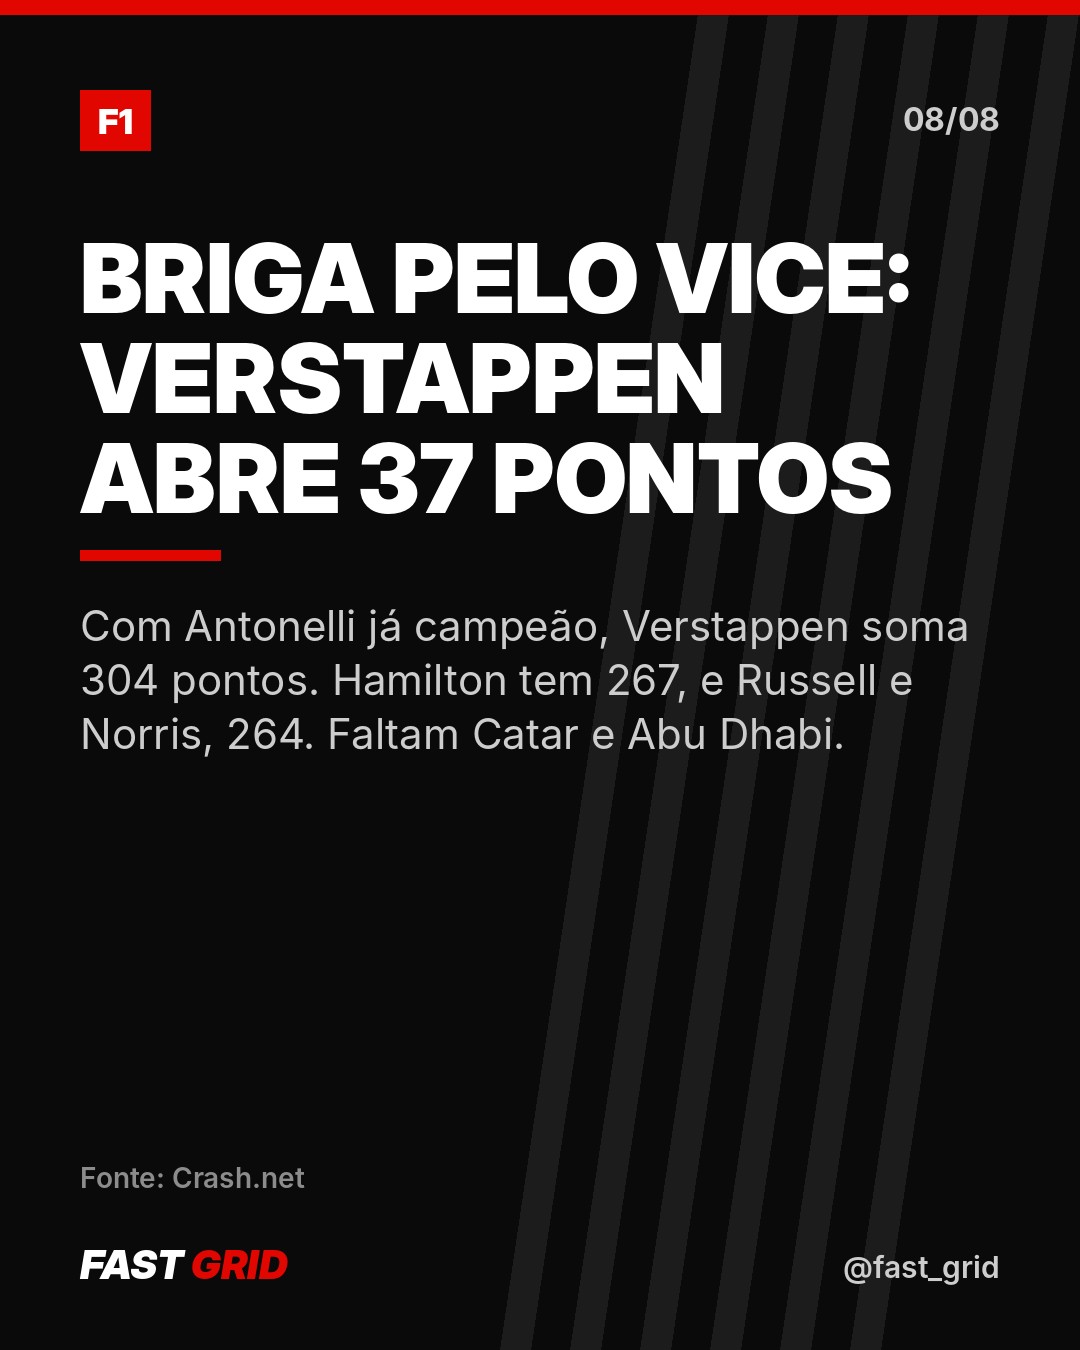 F1
08/08
BRIGA PELO VICE:
VERSTAPPEN
ABRE 37 PONTOS
Com Antonelli já campeão, Verstappen soma
304 pontos. Hamilton tem 267, e Russell e
Norris, 264. Faltam Catar e Abu Dhabi.
Fonte: Crash.net
FAST GRID
@fast_grid